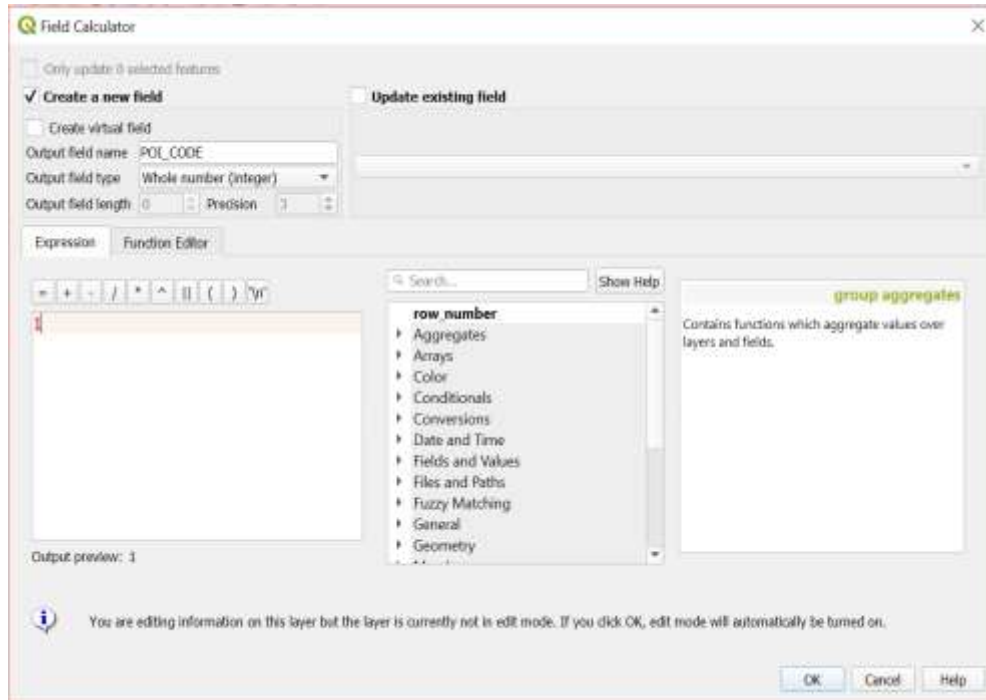 Field Calculator
Only update 0 selected features
Create a new field
Update existing field
Create virtual field
Output field name POI_CODE
Output field type Whole number (integer)
Output field length 0 Precision 3
Expression Function Editor
= + - / * ^ || ( ) '\n'
Search... Show Help
1
row_number
Aggregates
Arrays
Color
Conditionals
Conversions
Date and Time
Fields and Values
Files and Paths
Fuzzy Matching
General
Geometry
group aggregates
Contains functions which aggregate values over
layers and fields.
Output preview: 1
You are editing information on this layer but the layer is currently not in edit mode. If you click OK, edit mode will automatically be turned on.
OK Cancel Help